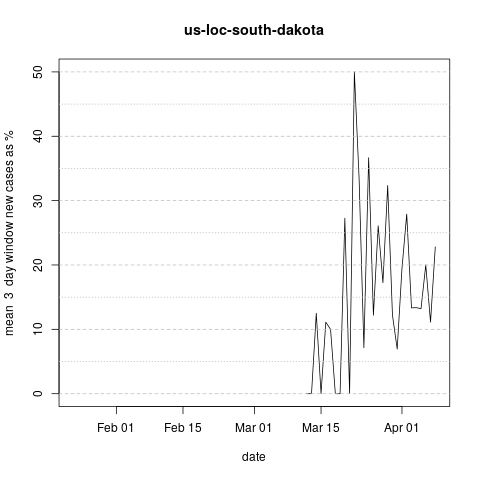 us-loc-south-dakota
mean 3 day window new cases as %
50
40
30
20
10
0
Feb 01 Feb 15 Mar 01 Mar 15 Apr 01
date